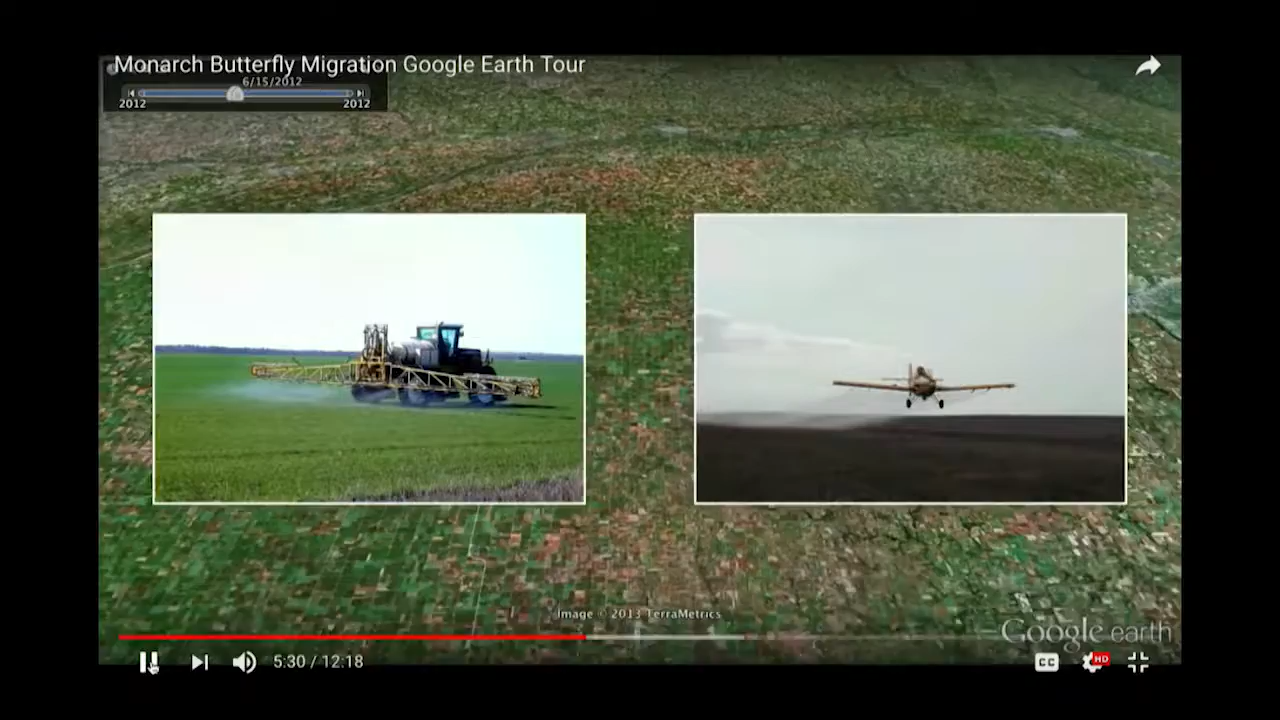 Monarch Butterfly Migration Google Earth Tour
6/15/2012
2012
2012
Image © 2013 TerraMetrics
Google earth
5:30 / 12:18
CC
HD